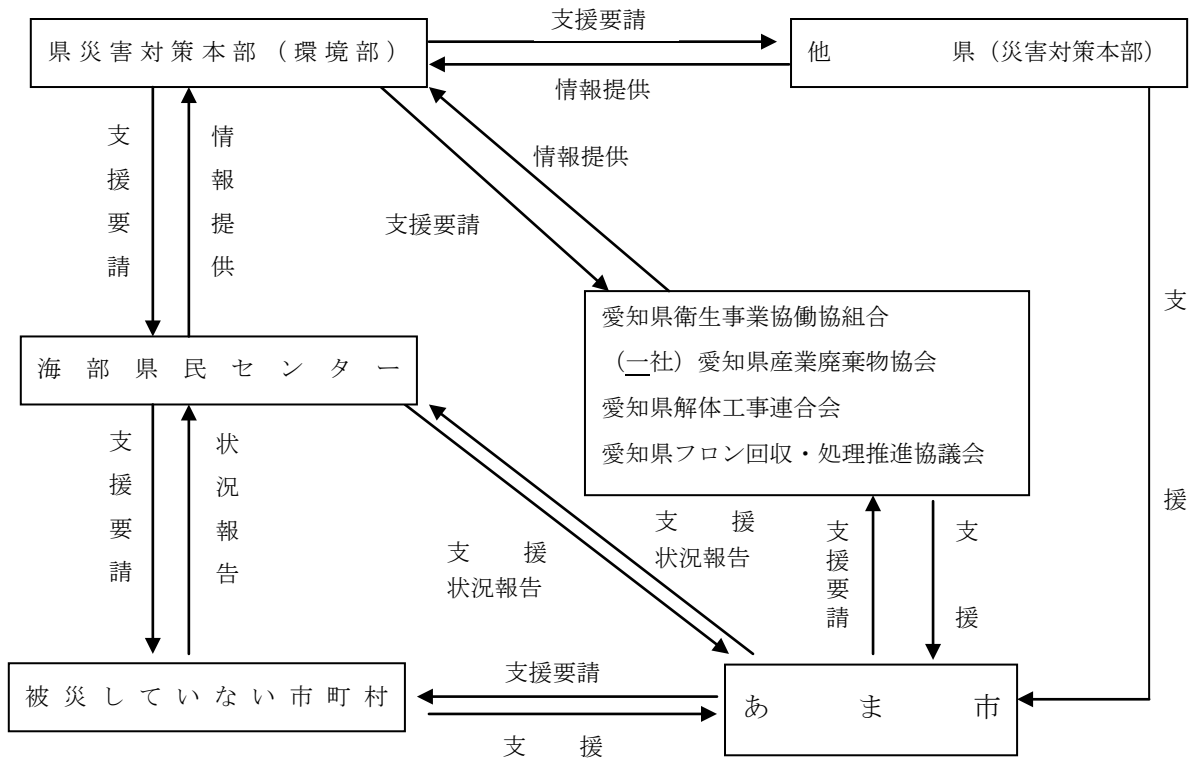 支援要請
県災害対策本部（環境部）
他　　　県（災害対策本部）
情報提供
支援要請
情報提供
情報提供
支援要請
愛知県衛生事業協働協組合
（一社）愛知県産業廃棄物協会
愛知県解体工事連合会
愛知県フロン回収・処理推進協議会
海部県民センター
支援
支援要請
状況報告
支　援
状況報告
支　援
状況報告
支援要請
支援
被災していない市町村
支援要請
支　援
あま市